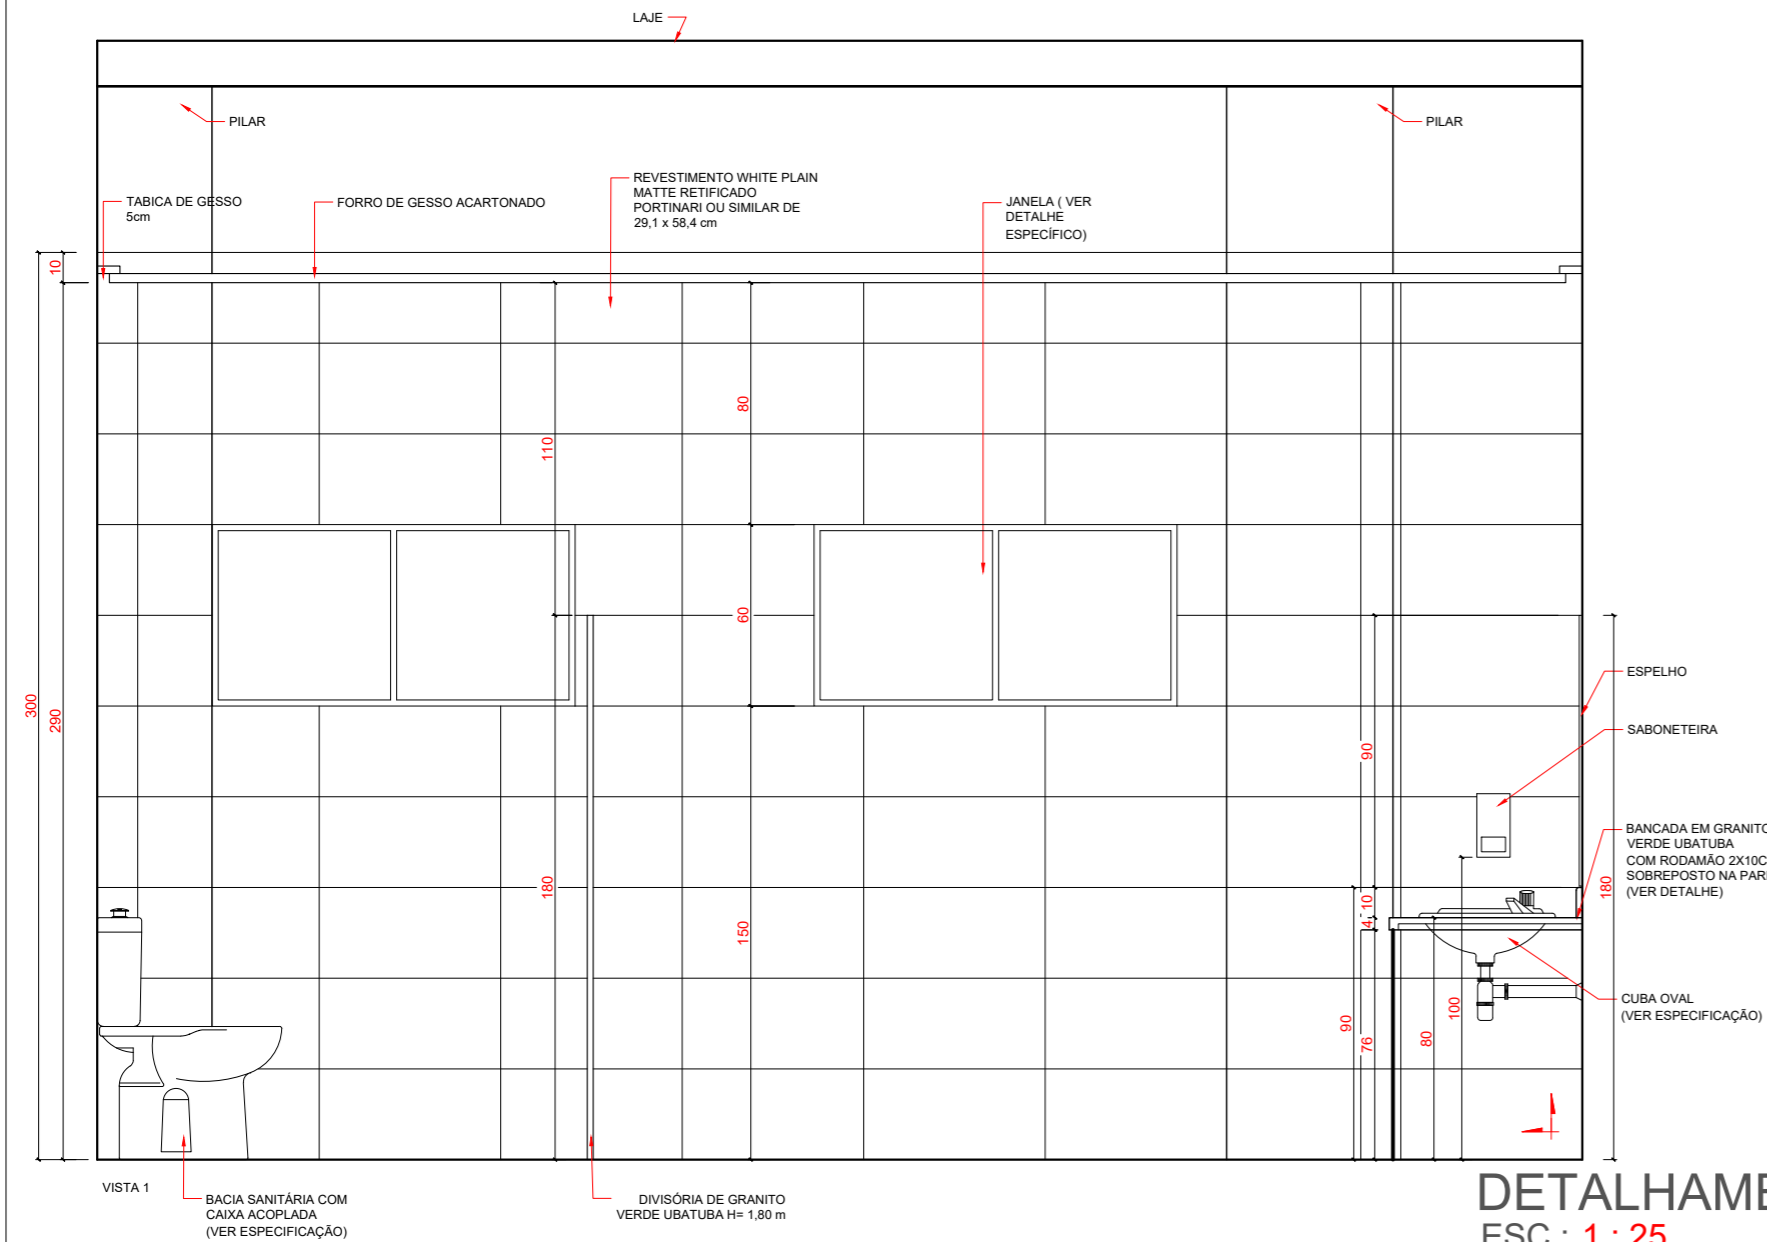 LAJE
PILAR
PILAR
TABICA DE GESSO
5cm
FORRO DE GESSO ACARTONADO
REVESTIMENTO WHITE PLAIN
MATTE RETIFICADO
PORTINARI OU SIMILAR DE
29,1 x 58,4 cm
JANELA ( VER
DETALHE
ESPECÍFICO)
10
300
290
110
80
60
180
150
90
10
4
90
76
80
100
180
ESPELHO
SABONETEIRA
BANCADA EM GRANITO
VERDE UBATUBA
COM RODAMÃO 2X10C
SOBREPOSTO NA PAR
(VER DETALHE)
CUBA OVAL
(VER ESPECIFICAÇÃO)
VISTA 1
BACIA SANITÁRIA COM
CAIXA ACOPLADA
(VER ESPECIFICAÇÃO)
DIVISÓRIA DE GRANITO
VERDE UBATUBA H= 1,80 m
DETALHAME
ESC.: 1 : 25